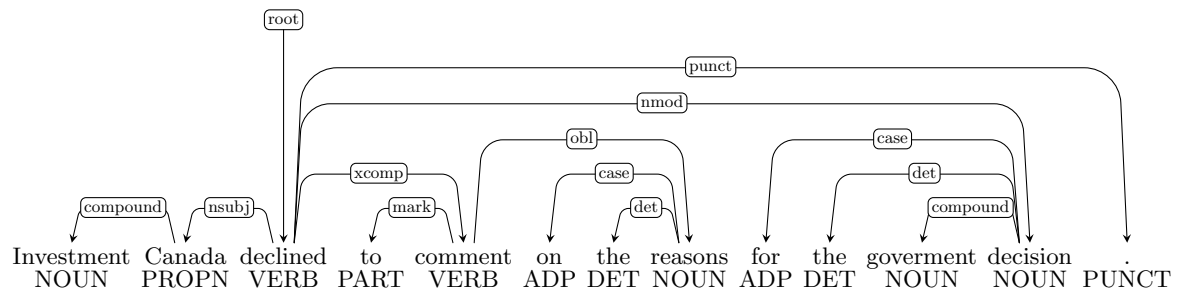 root
punct
nmod
obl case
xcomp case det
compound nsubj mark det compound
Investment Canada declined to comment on the reasons for the goverment decision .
NOUN PROPN VERB PART VERB ADP DET NOUN ADP DET NOUN NOUN PUNCT